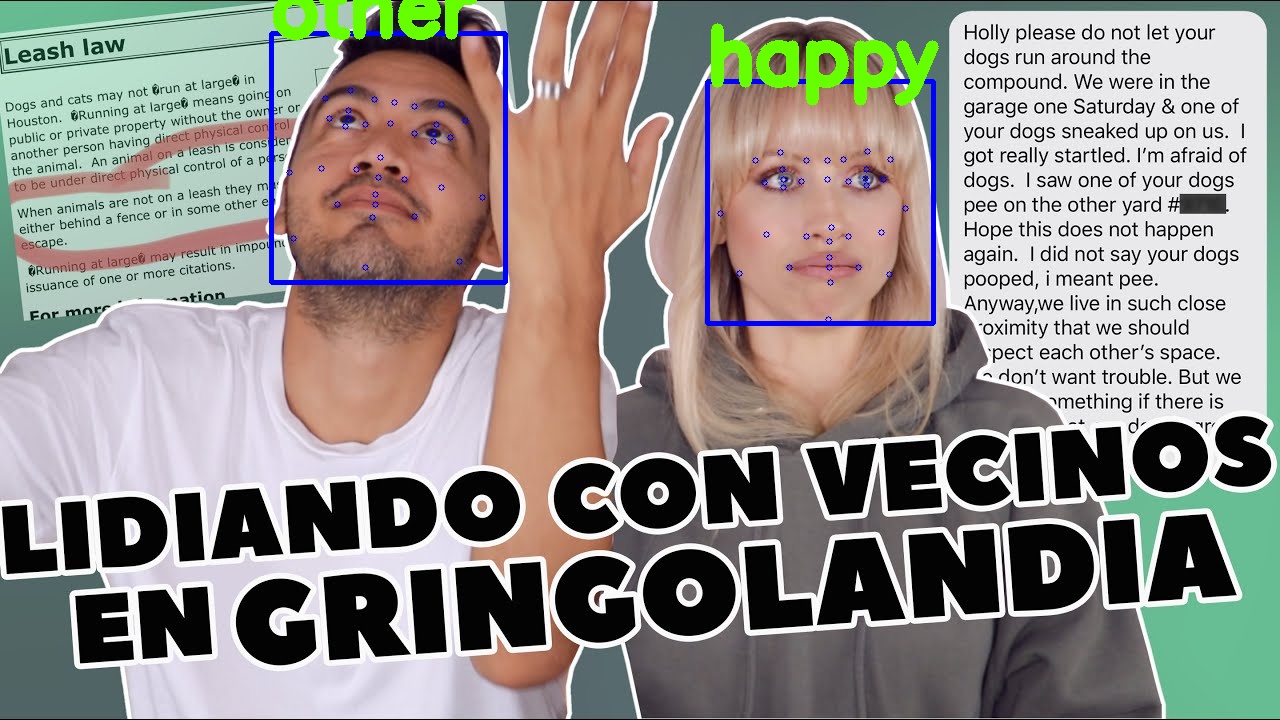 other
happy
Leash law
Dogs and cats may not �run at large� in
Houston. �Running at large� means going on
public or private property without the owner or
another person having direct physical control
the animal. An animal on a leash is consid
to be under direct physical control of a pers
When animals are not on a leash they m
either behind a fence or in some other e
escape.
�Running at large� may result in impoun
issuance of one or more citations.
For more information
Holly please do not let your
dogs run around the
compound. We were in the
garage one Saturday & one of
your dogs sneaked up on us. I
got really startled. I'm afraid of
dogs. I saw one of your dogs
pee on the other yard #
Hope this does not happen
again. I did not say your dogs
pooped, i meant pee.
Anyway,we live in such close
proximity that we should
spect each other's space.
don't want trouble. But we
omething if there is
LIDIANDO CON VECINOS
EN GRINGOLANDIA